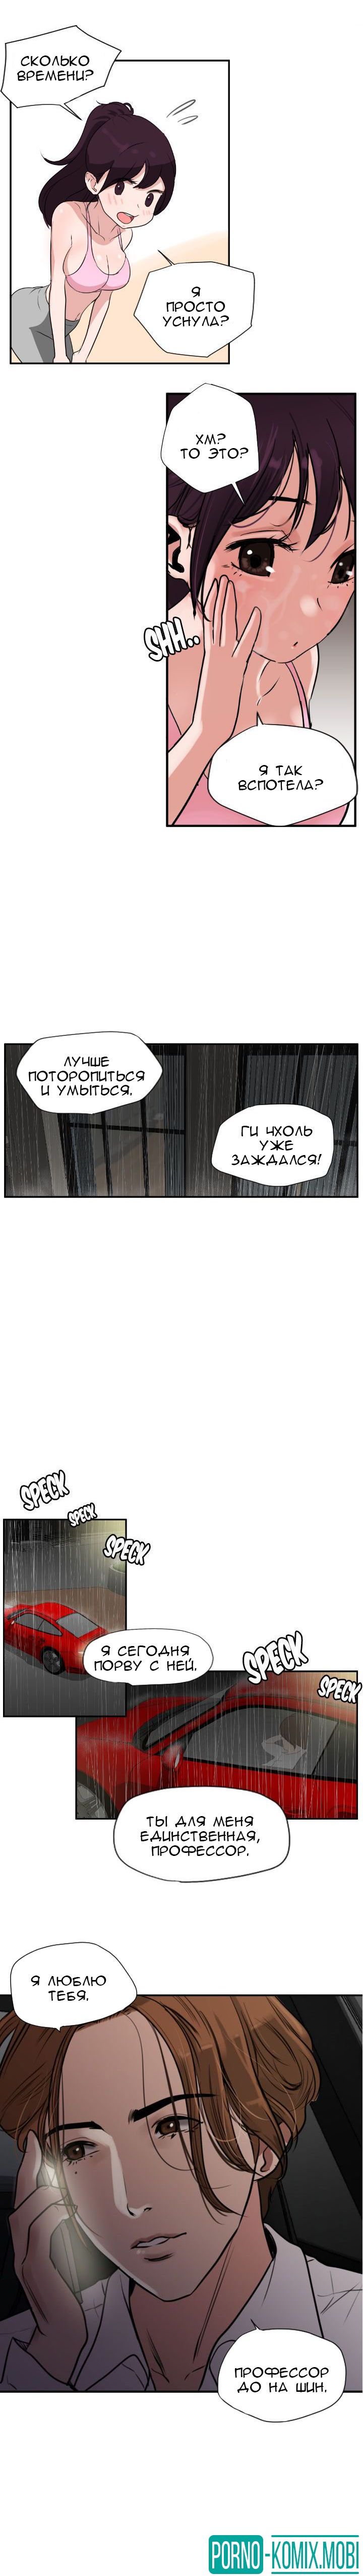 СКОЛЬКО
ВРЕМЕНИ?
Я
ПРОСТО
УСНУЛА?
ХМ?
ТО ЭТО?
SHH..
Я ТАК
ВСПОТЕЛА?
ЛУЧШЕ
ПОТОРОПИТЬСЯ
И УМЫТЬСЯ.
ГИ ЧХОЛЬ
УЖЕ
ЗАЖДАЛСЯ!
SPECK
SPECK
SPECK
Я СЕГОДНЯ
ПОРВУ С НЕЙ.
SPECK
SPECK
ТЫ ДЛЯ МЕНЯ
ЕДИНСТВЕННАЯ,
ПРОФЕССОР.
Я ЛЮБЛЮ
ТЕБЯ.
ПРОФЕССОР
ДО НА ШИН.
PORNO-KOMIX.MOBI